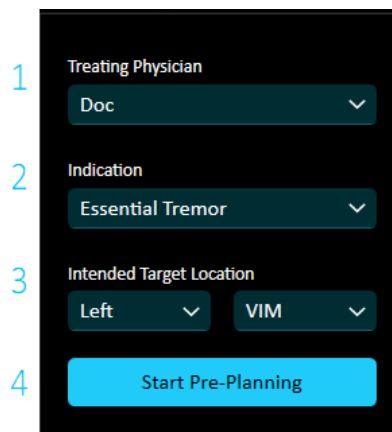 1 Treating Physician
Doc
2 Indication
Essential Tremor
3 Intended Target Location
Left VIM
4 Start Pre-Planning